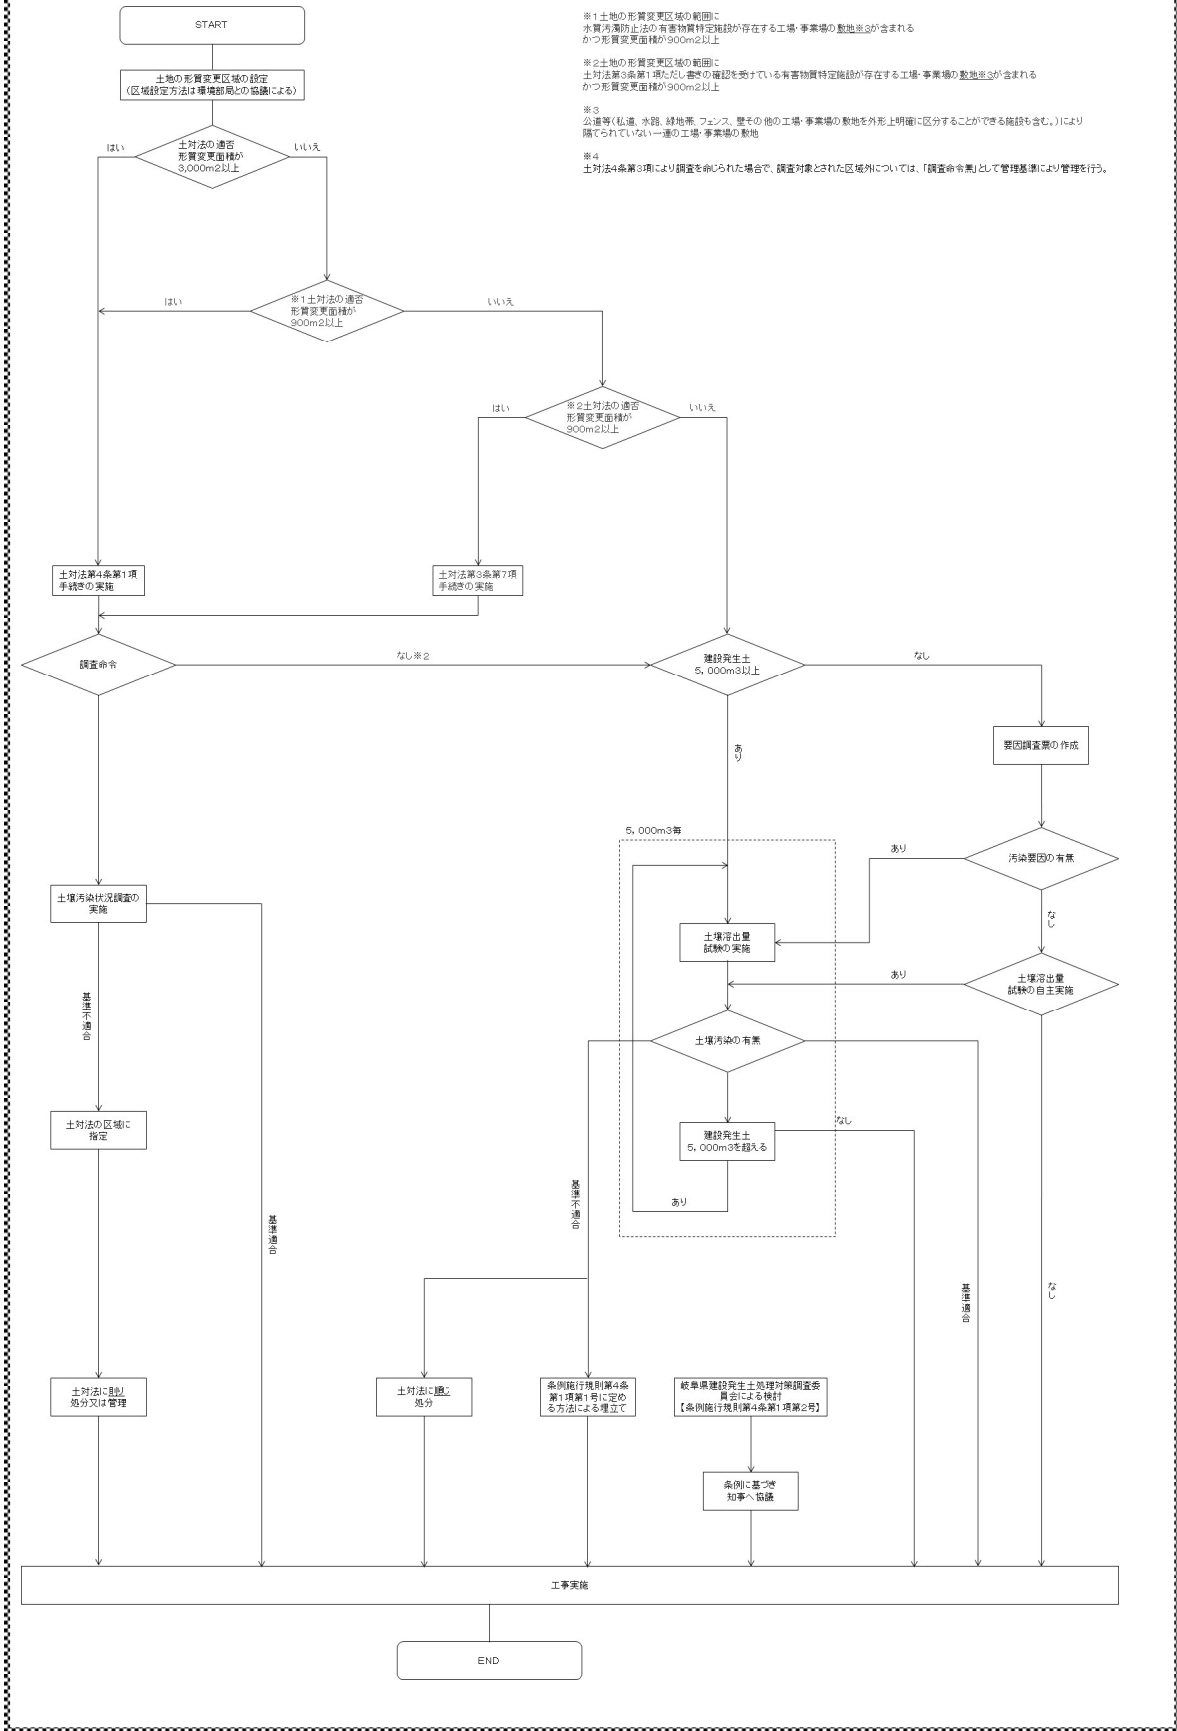 START
※1土地の形質変更区域の範囲に
水質汚濁防止法の有害物質特定施設が存在する工場・事業場の敷地※3が含まれる
かつ形質変更面積が900m2以上
※2土地の形質変更区域の範囲に
土対法第3条第1項ただし書きの確認を受けている有害物質特定施設が存在する工場・事業場の敷地※3が含まれる
かつ形質変更面積が900m2以上
※3
公道等(私道、水路、緑地帯、フェンス、壁その他の工場・事業場の敷地を外形上明確に区分することができる施設も含む。)により
隔てられていない一連の工場・事業場の敷地
※4
土対法4条第3項により調査を命じられた場合で、調査対象とされた区域外については、「調査命令無」として管理基準により管理を行う。
土地の形質変更区域の設定
(区域設定方法は環境部局との協議による)
はい
土対法の適否
形質変更面積が
3,000m2以上
いいえ
はい
※1土対法の適否
形質変更面積が
900m2以上
いいえ
はい
※2土対法の適否
形質変更面積が
900m2以上
いいえ
土対法第4条第1項
手続きの実施
土対法第3条第7項
手続きの実施
調査命令
なし※2
建設発生土
5,000m3以上
なし
あり
要因調査票の作成
5,000m3毎
汚染要因の有無
あり
なし
土壌汚染状況調査の
実施
土壌溶出量
試験の実施
土壌溶出量
試験の自主実施
あり
基準不適合
土壌汚染の有無
土対法の区域に
指定
建設発生土
5,000m3を超える
なし
あり
基準不適合
基準適合
基準適合
なし
土対法に則り
処分又は管理
土対法に順じ
処分
条例施行規則第4条
第1項第1号に定め
る方法による埋立て
岐阜県建設発生土処理対策調査委
員会による検討
【条例施行規則第4条第1項第2号】
条例に基づき
知事へ協議
工事実施
END